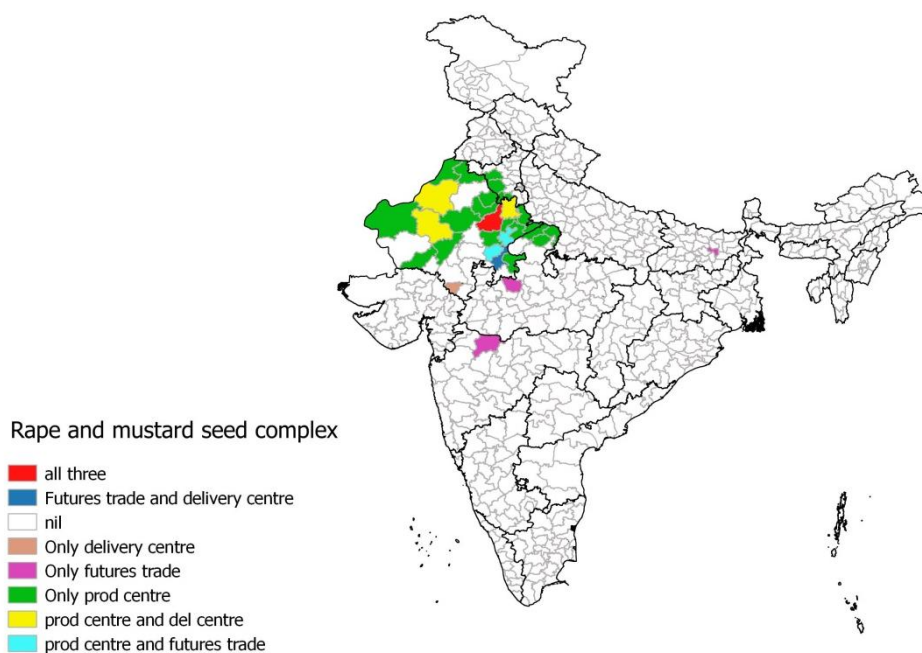 Rape and mustard seed complex
all three
Futures trade and delivery centre
nil
Only delivery centre
Only futures trade
Only prod centre
prod centre and del centre
prod centre and futures trade